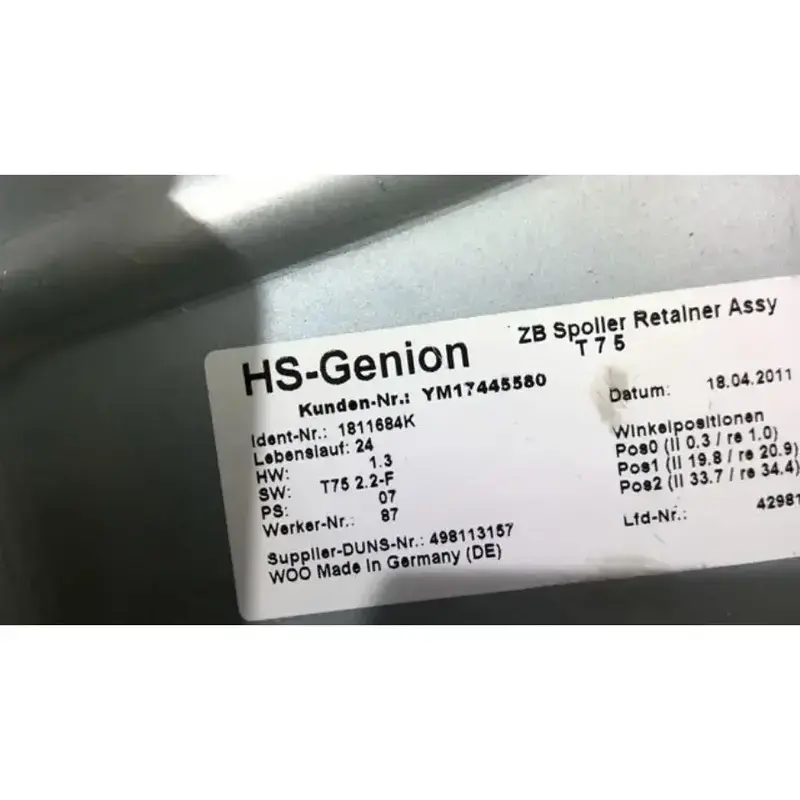 HS-Genion
ZB Spoiler Retainer Assy
T 7 5
Kunden-Nr.: YM17445580
Datum: 18.04.2011
Ident-Nr.: 1811684K
Lebenslauf: 24
HW: 1.3
SW: T75 2.2-F
PS: 07
Werker-Nr.: 87
Winkelpositionen
Pos0 (li 0.3 / re 1.0)
Pos1 (li 19.8 / re 20.9)
Pos2 (li 33.7 / re 34.4)
Lfd-Nr.: 42981
Supplier-DUNS-Nr.: 498113157
WOO Made in Germany (DE)